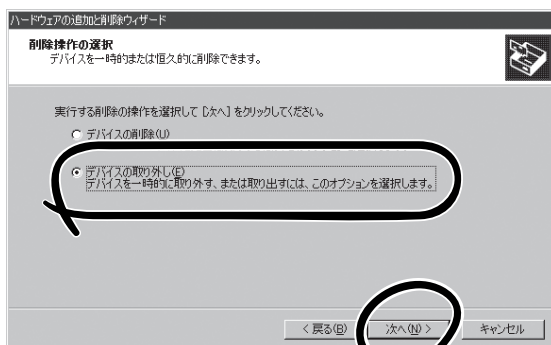 ハードウェアの追加と削除ウィザード
削除操作の選択
デバイスを一時的または恒久的に削除できます。
実行する削除の操作を選択して [次へ] をクリックしてください。
デバイスの削除(U)
デバイスの取り外し(E)
デバイスを一時的に取り外す、または取り出すには、このオプションを選択します。
< 戻る(B) 次へ(N) > キャンセル